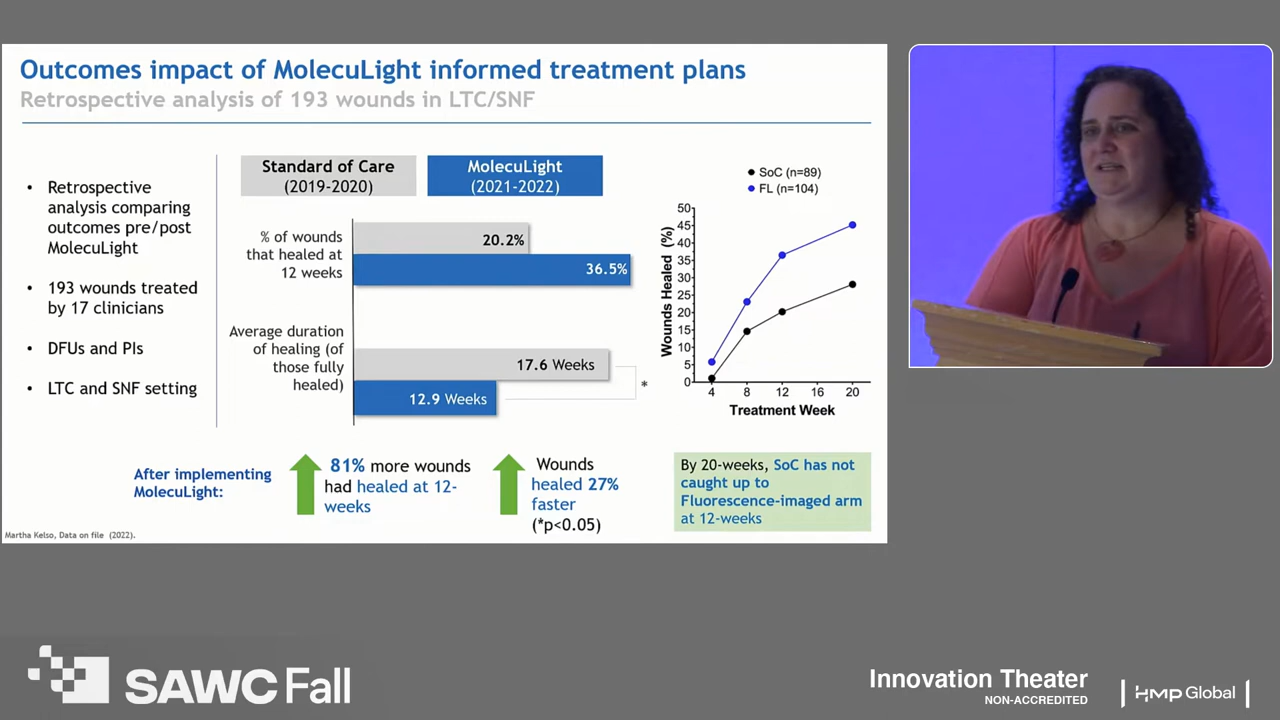 Outcomes impact of MolecuLight informed treatment plans
Retrospective analysis of 193 wounds in LTC/SNF
• Retrospective
analysis comparing
outcomes pre/post
MolecuLight
• 193 wounds treated
by 17 clinicians
• DFUs and PIs
• LTC and SNF setting
Standard of Care
(2019-2020)
MolecuLight
(2021-2022)
% of wounds
that healed at
12 weeks
20.2%
36.5%
Average duration
of healing (of
those fully
healed)
17.6 Weeks
12.9 Weeks
*
SoC (n=89)
FL (n=104)
Wounds Healed (%)
50
45
40
35
30
25
20
15
10
5
0
4 8 12 16 20
Treatment Week
After implementing
MolecuLight:
81% more wounds
had healed at 12-
weeks
Wounds
healed 27%
faster
(*p<0.05)
By 20-weeks, SoC has not
caught up to
Fluorescence-imaged arm
at 12-weeks
Martha Kelso, Data on file (2022).
SAWC Fall
Innovation Theater
NON-ACCREDITED
HMP Global